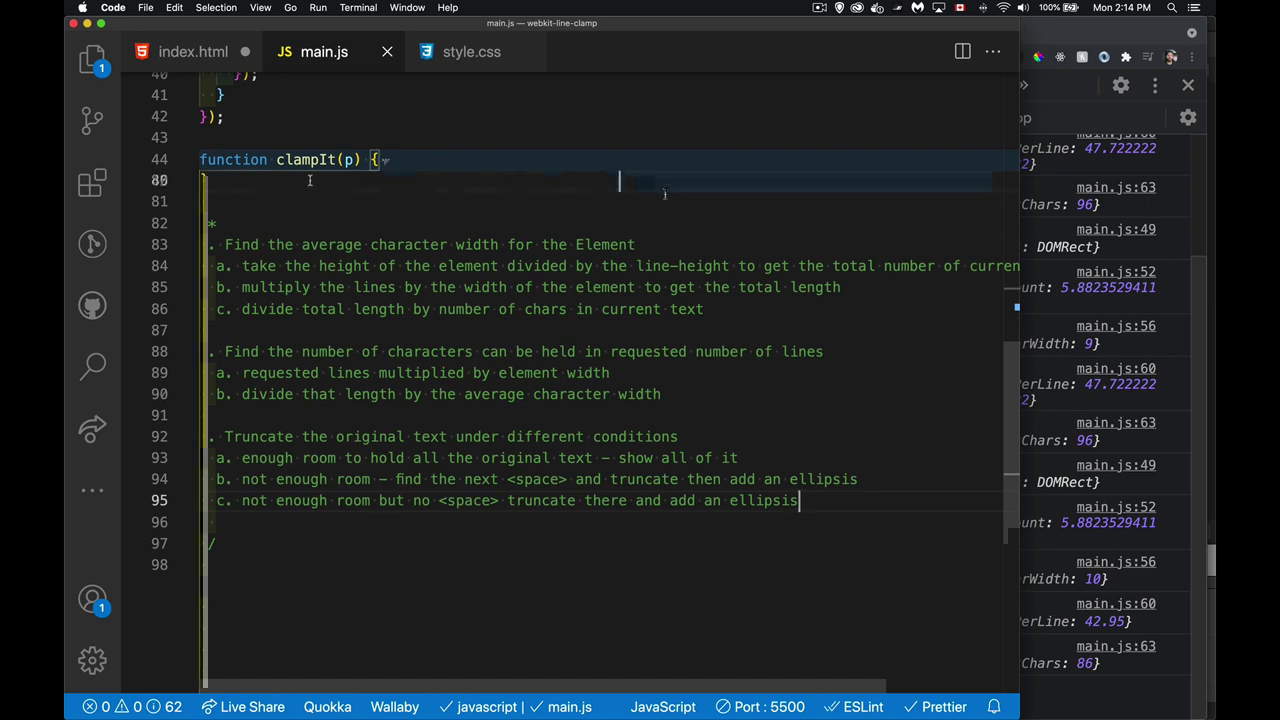 Code File Edit Selection View Go Run Terminal Window Help 100% Mon 2:14 PM
main.js — webkit-line-clamp
index.html JS main.js style.css
40 });
41 }
42 });
43
44 function clampIt(p) {
81
82 *
83 . Find the average character width for the Element
84 a. take the height of the element divided by the line-height to get the total number of curren
85 b. multiply the lines by the width of the element to get the total length
86 c. divide total length by number of chars in current text
87
88 . Find the number of characters can be held in requested number of lines
89 a. requested lines multiplied by element width
90 b. divide that length by the average character width
91
92 . Truncate the original text under different conditions
93 a. enough room to hold all the original text - show all of it
94 b. not enough room - find the next <space> and truncate then add an ellipsis
95 c. not enough room but no <space> truncate there and add an ellipsis
96
97 /
98
op
main.js:60
PerLine: 47.722222
2}
main.js:63
Chars: 96}
main.js:49
: DOMRect}
main.js:52
unt: 5.8823529411
main.js:56
rWidth: 9}
main.js:60
PerLine: 47.722222
2}
main.js:63
Chars: 96}
main.js:49
: DOMRect}
main.js:52
ount: 5.8823529411
main.js:56
rWidth: 10}
main.js:60
PerLine: 42.95}
main.js:63
Chars: 86}
1
1
0 0 62 Live Share Quokka Wallaby javascript | main.js JavaScript Port : 5500 ESLint Prettier